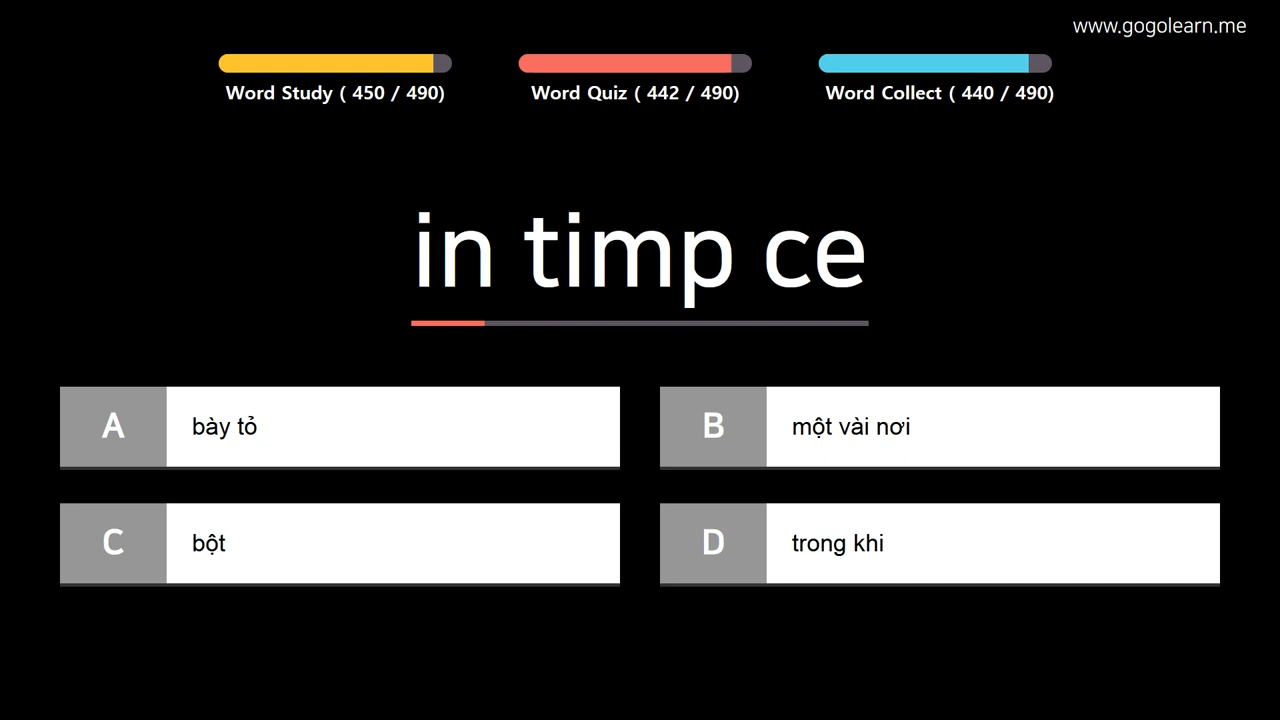 www.gogolearn.me
Word Study ( 450 / 490)
Word Quiz ( 442 / 490)
Word Collect ( 440 / 490)
in timp ce
A
bày tỏ
B
một vài nơi
C
bột
D
trong khi